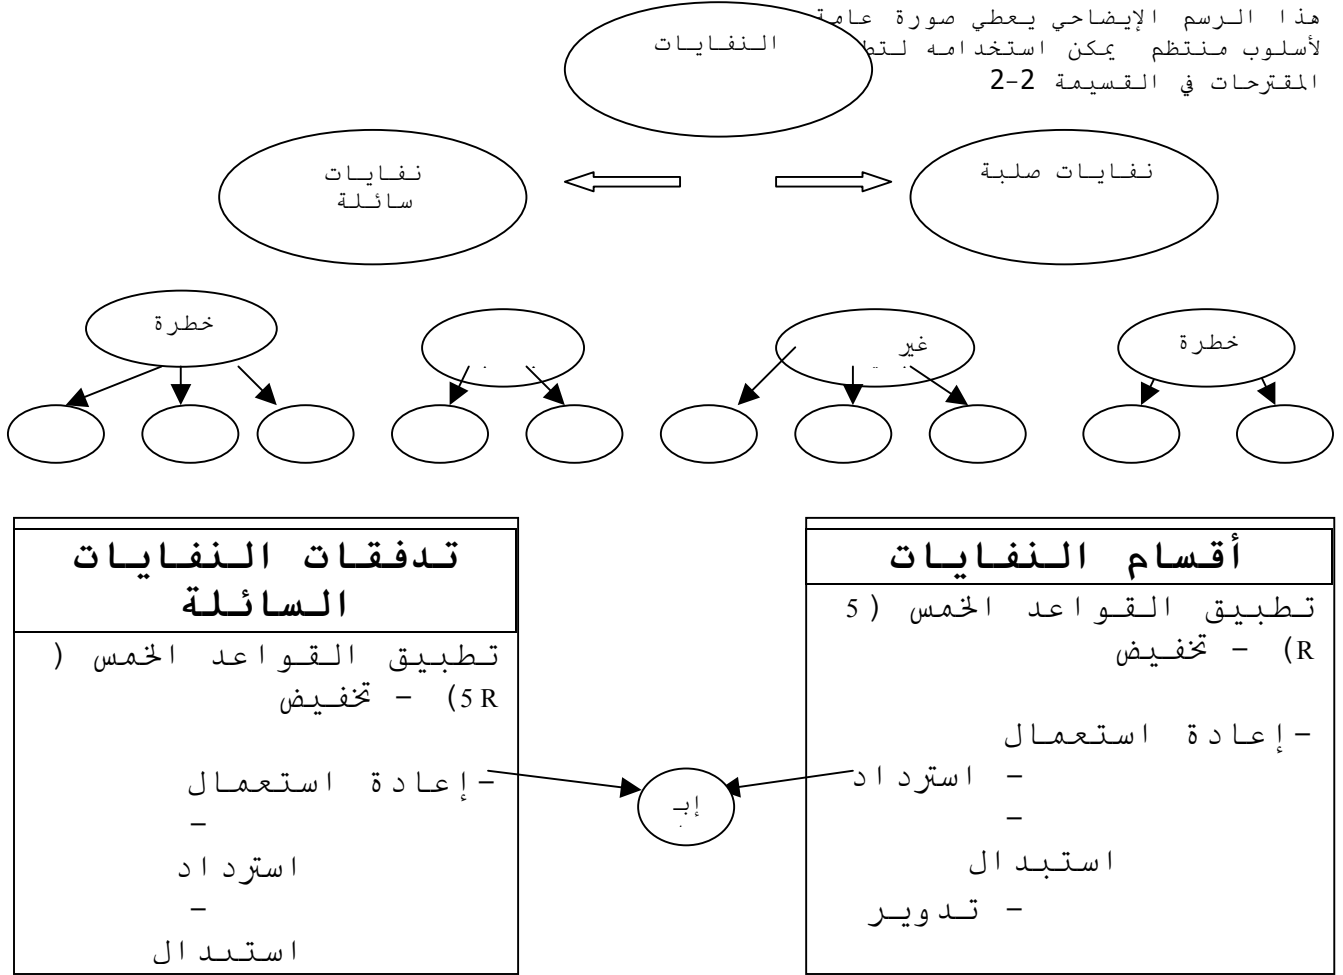 هذا الرسم الإيضاحي يعطي صورة عامة
لأسلوب منتظم يمكن استخدامه
المقترحات في القسيمة 2-2
النفايات
نفايات صلبة
نفايات
سائلة
خطرة
غير
خطرة
أقسام النفايات
تطبيق القواعد الخمس (5
R) - تخفيض
-إعادة استعمال
- استرداد
-
استبدال
- تدوير
تدفقات النفايات
السائلة
تطبيق القواعد الخمس (
5R) - تخفيض
-إعادة استعمال
-
استرداد
-
استبدال